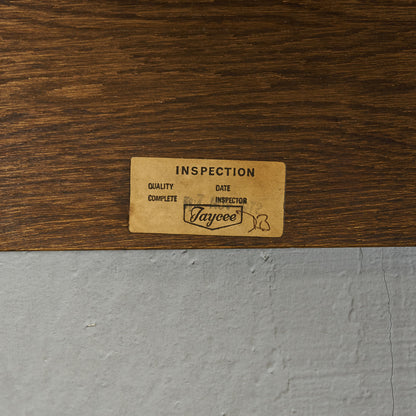 INSPECTION
QUALITY DATE
COMPLETE INSPECTOR
Jaycee